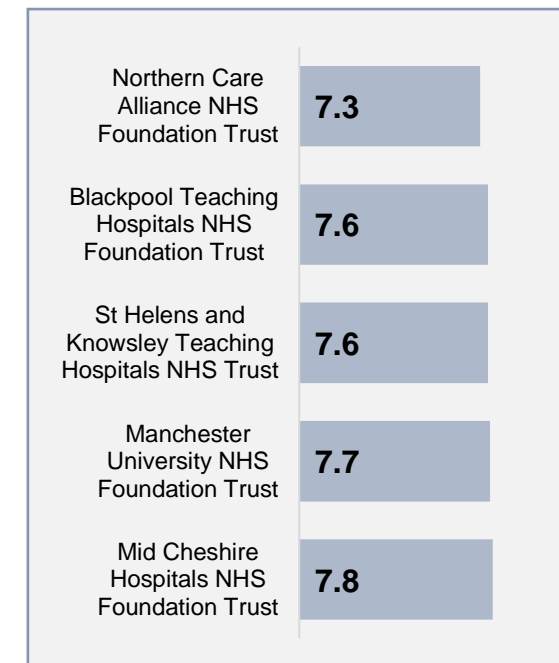 Northern Care
Alliance NHS
Foundation Trust
7.3
Blackpool Teaching
Hospitals NHS
Foundation Trust
7.6
St Helens and
Knowsley Teaching
Hospitals NHS Trust
7.6
Manchester
University NHS
Foundation Trust
7.7
Mid Cheshire
Hospitals NHS
Foundation Trust
7.8